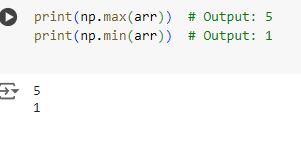 print(np.max(arr))  # Output: 5
print(np.min(arr))  # Output: 1
5
1